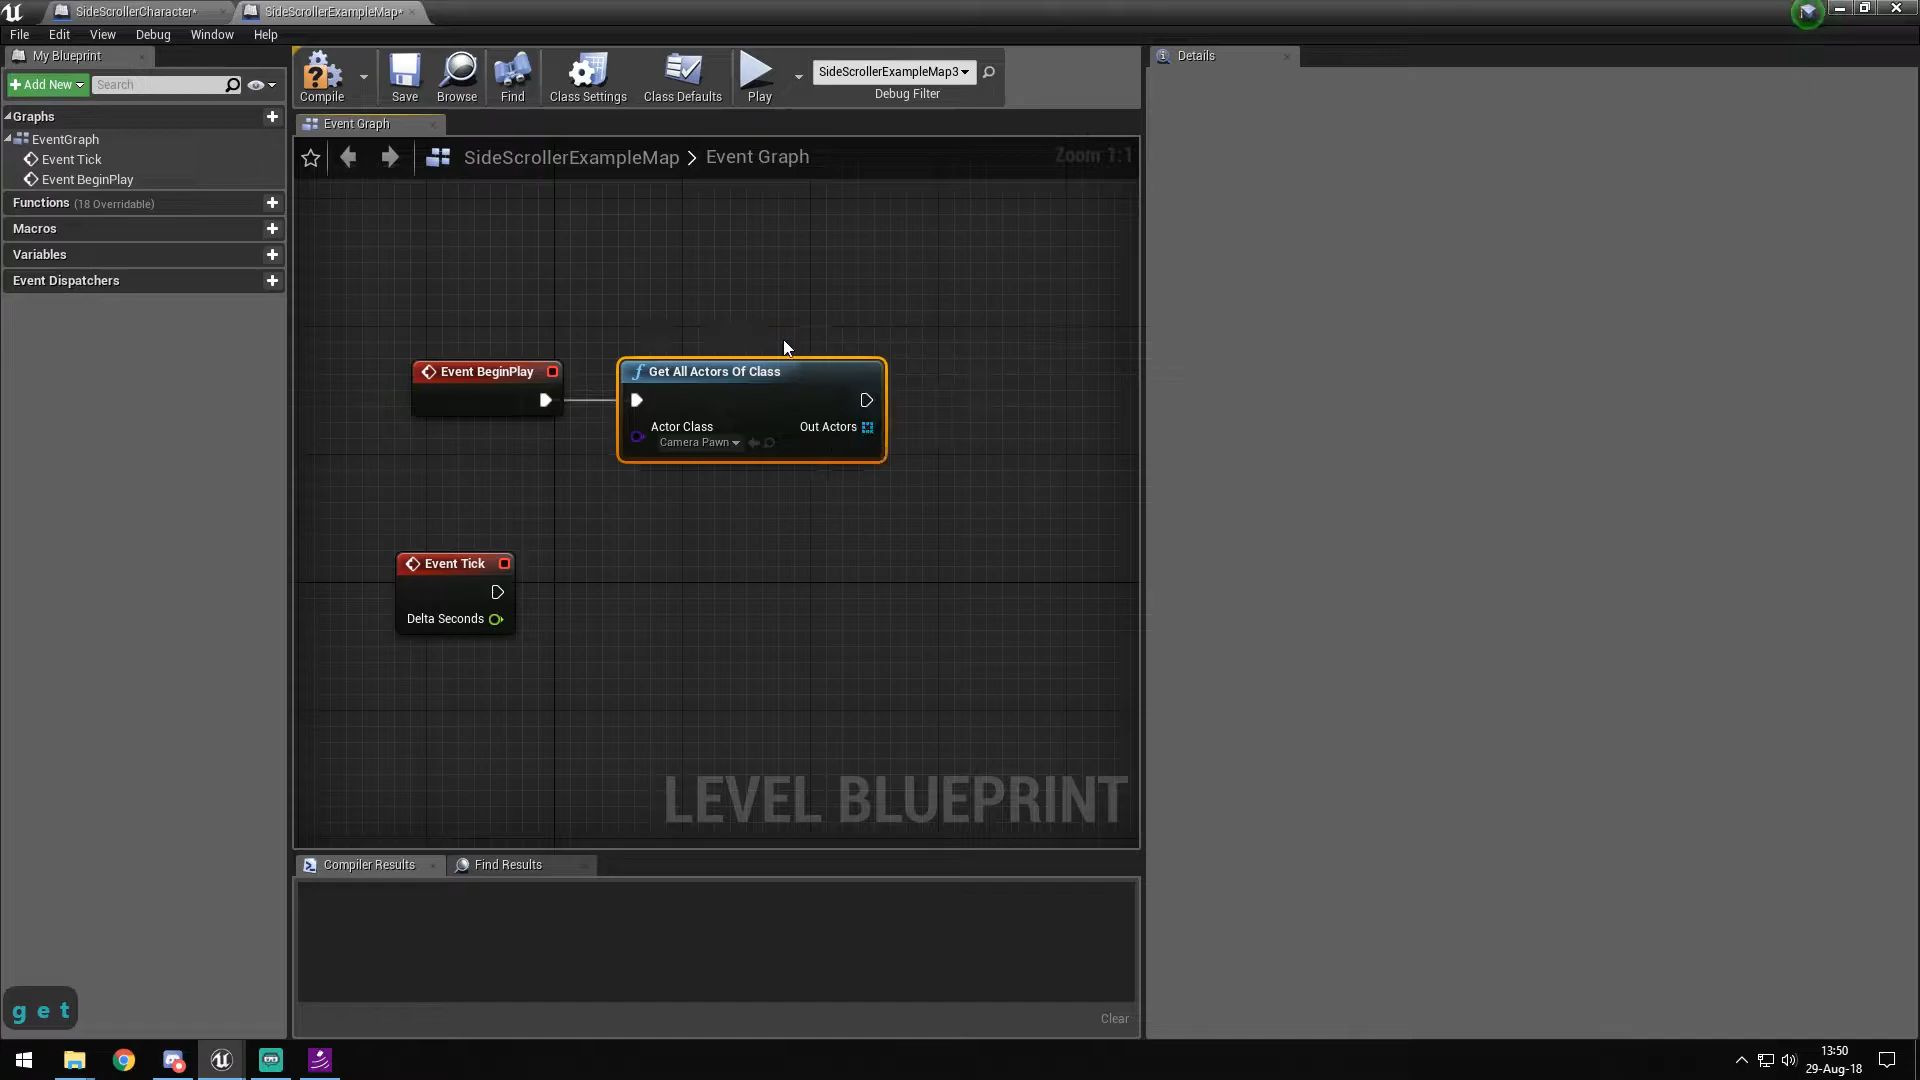 SideScrollerCharacter*
SideScrollerExampleMap*
File Edit View Debug Window Help
My Blueprint
Add New
Search
Graphs
EventGraph
Event Tick
Event BeginPlay
Functions (18 Overridable)
Macros
Variables
Event Dispatchers
Compile
Save
Browse
Find
Class Settings
Class Defaults
Play
SideScrollerExampleMap3
Debug Filter
Event Graph
SideScrollerExampleMap > Event Graph
Zoom 1:1
Event BeginPlay
Get All Actors Of Class
Actor Class
Camera Pawn
Out Actors
Event Tick
Delta Seconds
LEVEL BLUEPRINT
Compiler Results
Find Results
Clear
Details
g e t
13:50
29-Aug-18